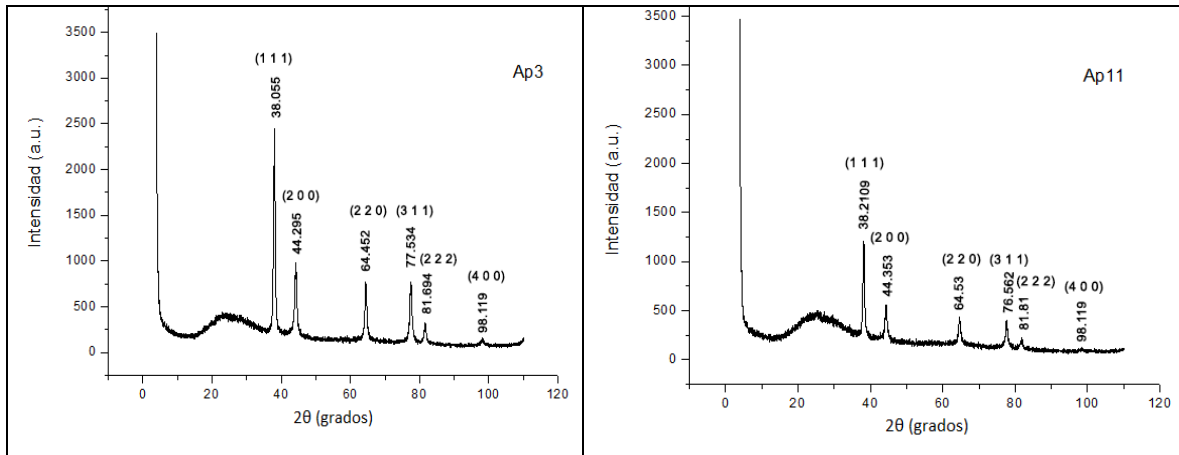 Ap3
Intensidad (a.u.)
3500
3000
2500
2000
1500
1000
500
0
(1 1 1)
38.055
(2 0 0)
44.295
(2 2 0)
64.452
(3 1 1)
77.534
(2 2 2)
81.694
(4 0 0)
98.119
0 20 40 60 80 100 120
2θ (grados)
Ap11
Intensidad (a.u.)
3500
3000
2500
2000
1500
1000
500
0
(1 1 1)
38.2109
(2 0 0)
44.353
(2 2 0)
64.53
(3 1 1)
76.562
(2 2 2)
81.81
(4 0 0)
98.119
0 20 40 60 80 100 120
2θ (grados)